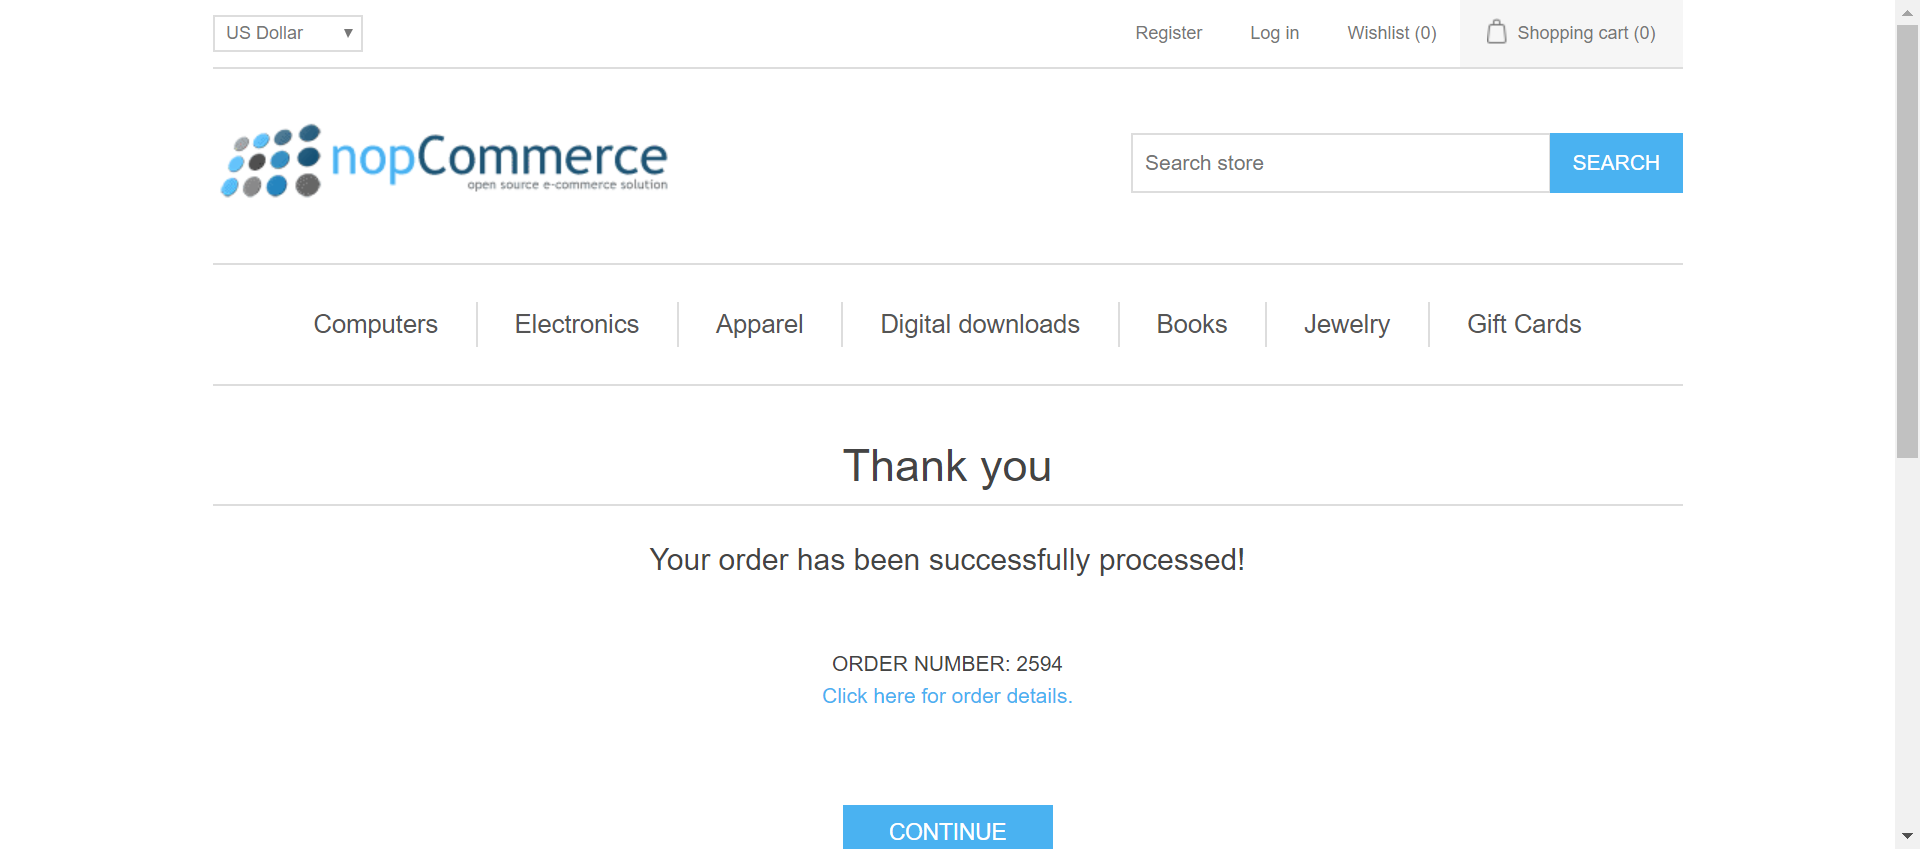 US Dollar
Register
Log in
Wishlist (0)
Shopping cart (0)
nopCommerce
open source e-commerce solution
Search store
SEARCH
Computers
Electronics
Apparel
Digital downloads
Books
Jewelry
Gift Cards
Thank you
Your order has been successfully processed!
ORDER NUMBER: 2594
Click here for order details.
CONTINUE